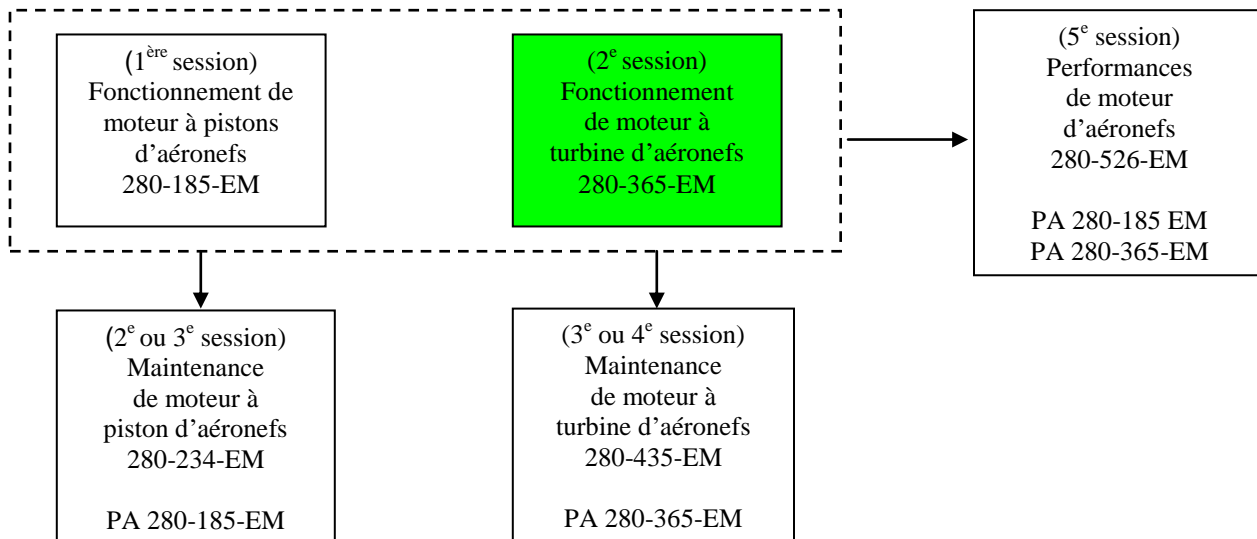 (1ère session)
Fonctionnement de
moteur à pistons
d’aéronefs
280-185-EM
(2e session)
Fonctionnement
de moteur à
turbine d’aéronefs
280-365-EM
(5e session)
Performances
de moteur
d’aéronefs
280-526-EM
PA 280-185 EM
PA 280-365-EM
(2e ou 3e session)
Maintenance
de moteur à
piston d’aéronefs
280-234-EM
PA 280-185-EM
(3e ou 4e session)
Maintenance
de moteur à
turbine d’aéronefs
280-435-EM
PA 280-365-EM